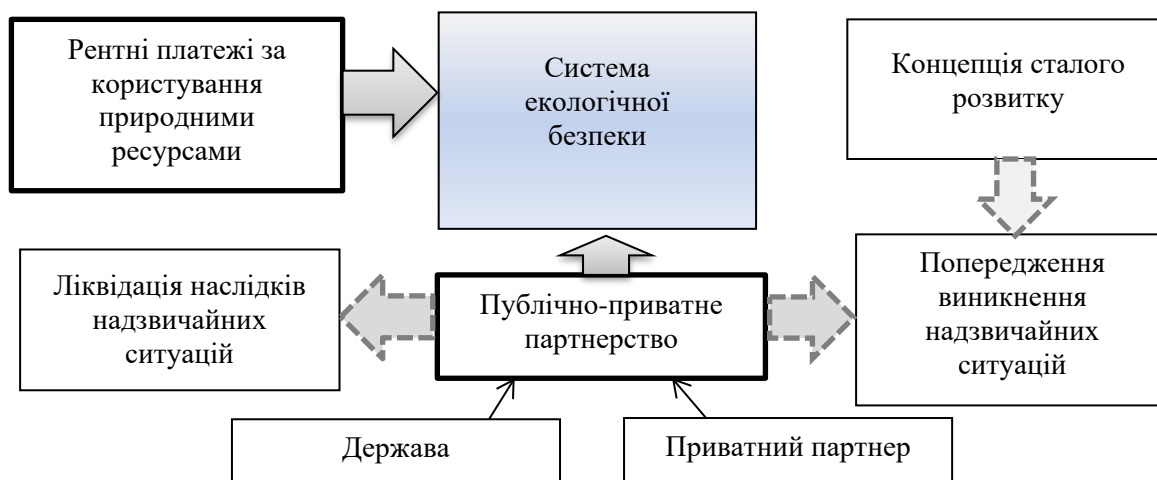 Рентні платежі за
користування
природними
ресурсами
Система
екологічної
безпеки
Концепція сталого
розвитку
Ліквідація наслідків
надзвичайних
ситуацій
Публічно-приватне
партнерство
Попередження
виникнення
надзвичайних
ситуацій
Держава
Приватний партнер